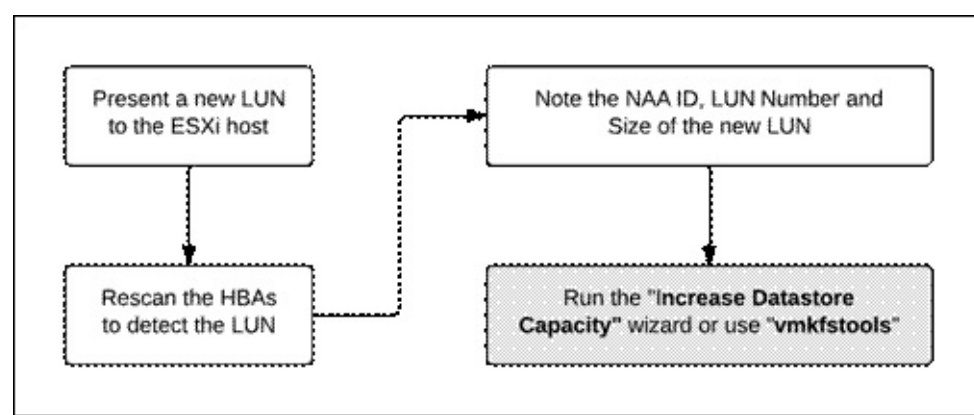 Present a new LUN
to the ESXi host
Rescan the HBAs
to detect the LUN
Note the NAA ID, LUN Number and
Size of the new LUN
Run the "Increase Datastore
Capacity" wizard or use "vmkfstools"